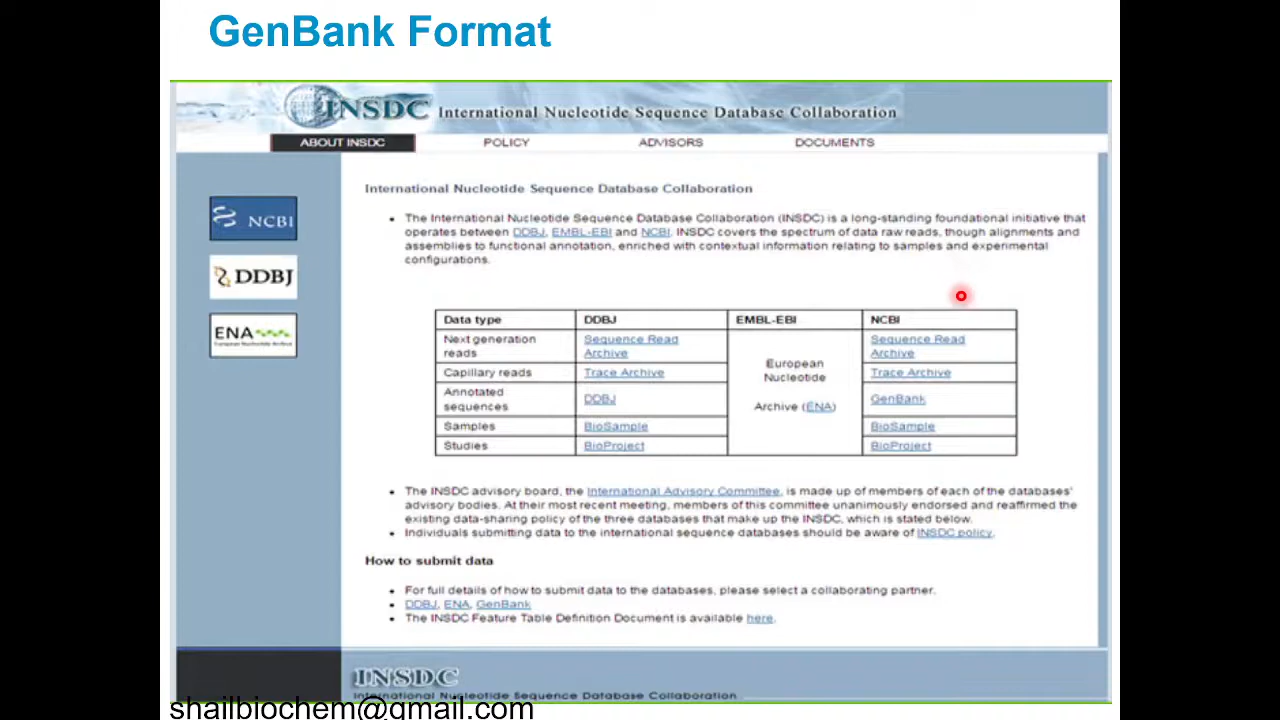 GenBank Format
INSDC International Nucleotide Sequence Database Collaboration
ABOUT INSDC POLICY ADVISORS DOCUMENTS
NCBI
DDBJ
ENA
European Nucleotide Archive
International Nucleotide Sequence Database Collaboration
• The International Nucleotide Sequence Database Collaboration (INSDC) is a long-standing foundational initiative that
operates between DDBJ, EMBL-EBI and NCBI. INSDC covers the spectrum of data raw reads, though alignments and
assemblies to functional annotation, enriched with contextual information relating to samples and experimental
configurations.
Data type DDBJ EMBL-EBI NCBI
Next generation reads Sequence Read Archive European Nucleotide Archive (ENA) Sequence Read Archive
Capillary reads Trace Archive Trace Archive
Annotated sequences DDBJ GenBank
Samples BioSample BioSample
Studies BioProject BioProject
• The INSDC advisory board, the International Advisory Committee, is made up of members of each of the databases'
advisory bodies. At their most recent meeting, members of this committee unanimously endorsed and reaffirmed the
existing data-sharing policy of the three databases that make up the INSDC, which is stated below.
• Individuals submitting data to the international sequence databases should be aware of INSDC policy.
How to submit data
• For full details of how to submit data to the databases, please select a collaborating partner.
• DDBJ, ENA, GenBank
• The INSDC Feature Table Definition Document is available here.
INSDC
International Nucleotide Sequence Database Collaboration
shailbiochem@gmail.com